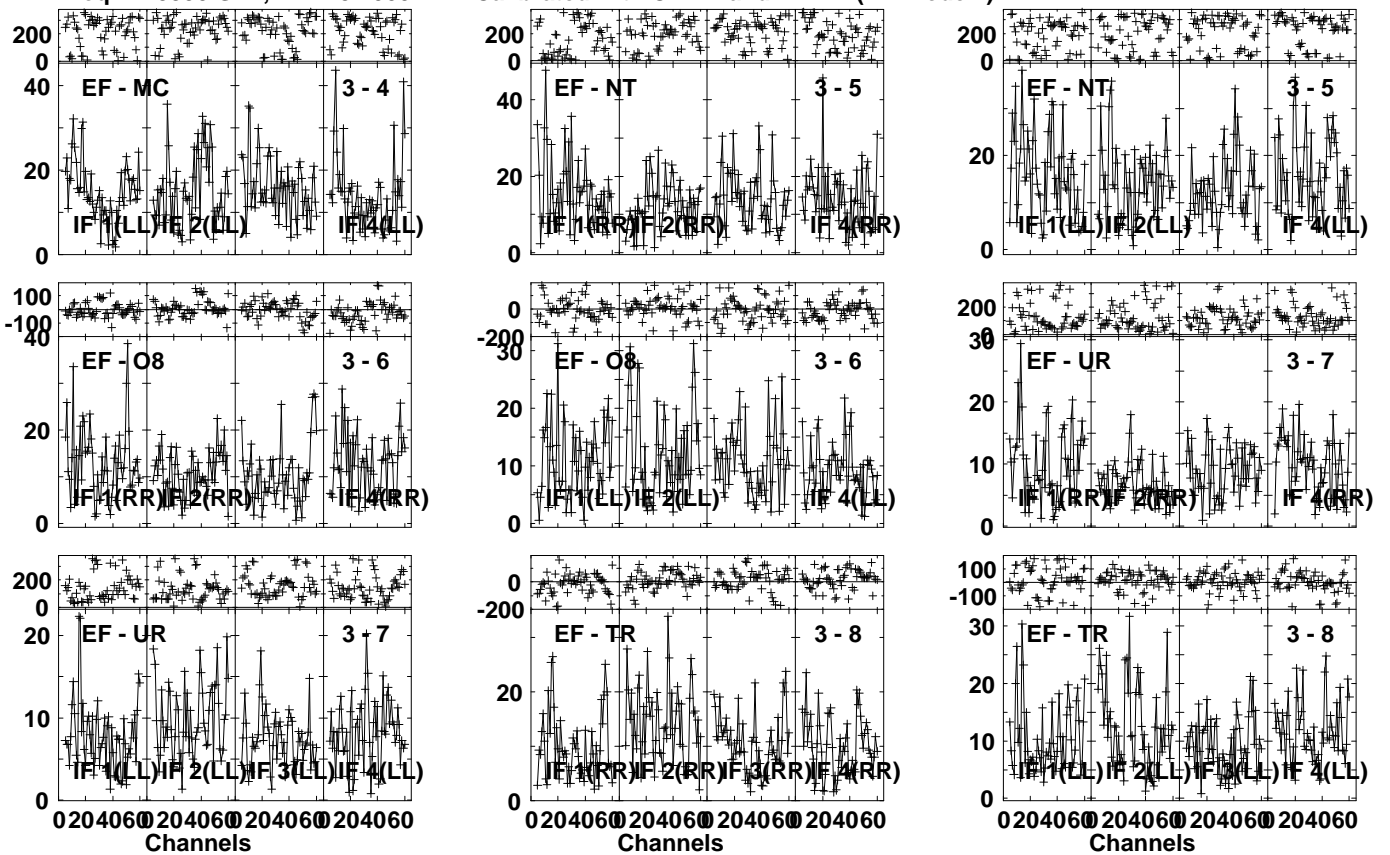 200
0
200
0
200
0
40
20
0
EF - MC
3 - 4
IF 1(LL) IF 2(LL)
IF 4(LL)
40
20
0
EF - NT
3 - 5
IF 1(RR) IF 2(RR)
IF 4(RR)
20
0
EF - NT
3 - 5
IF 1(LL) IF 2(LL)
IF 4(LL)
100
-100
40
20
0
EF - O8
3 - 6
IF 1(RR) IF 2(RR)
IF 4(RR)
0
-200
30
20
10
0
EF - O8
3 - 6
IF 1(LL) IF 2(LL)
IF 4(LL)
200
0
30
20
10
0
EF - UR
3 - 7
IF 1(RR) IF 2(RR)
IF 4(RR)
200
0
20
10
0
EF - UR
3 - 7
IF 1(LL) IF 2(LL) IF 3(LL) IF 4(LL)
0
-200
20
0
EF - TR
3 - 8
IF 1(RR) IF 2(RR) IF 3(RR) IF 4(RR)
100
-100
30
20
10
0
EF - TR
3 - 8
IF 1(LL) IF 2(LL) IF 3(LL) IF 4(LL)
0 20 40 60 0 20 40 60 0 20 40 60 0 20 40 60
Channels
0 20 40 60 0 20 40 60 0 20 40 60 0 20 40 60
Channels
0 20 40 60 0 20 40 60 0 20 40 60 0 20 40 60
Channels